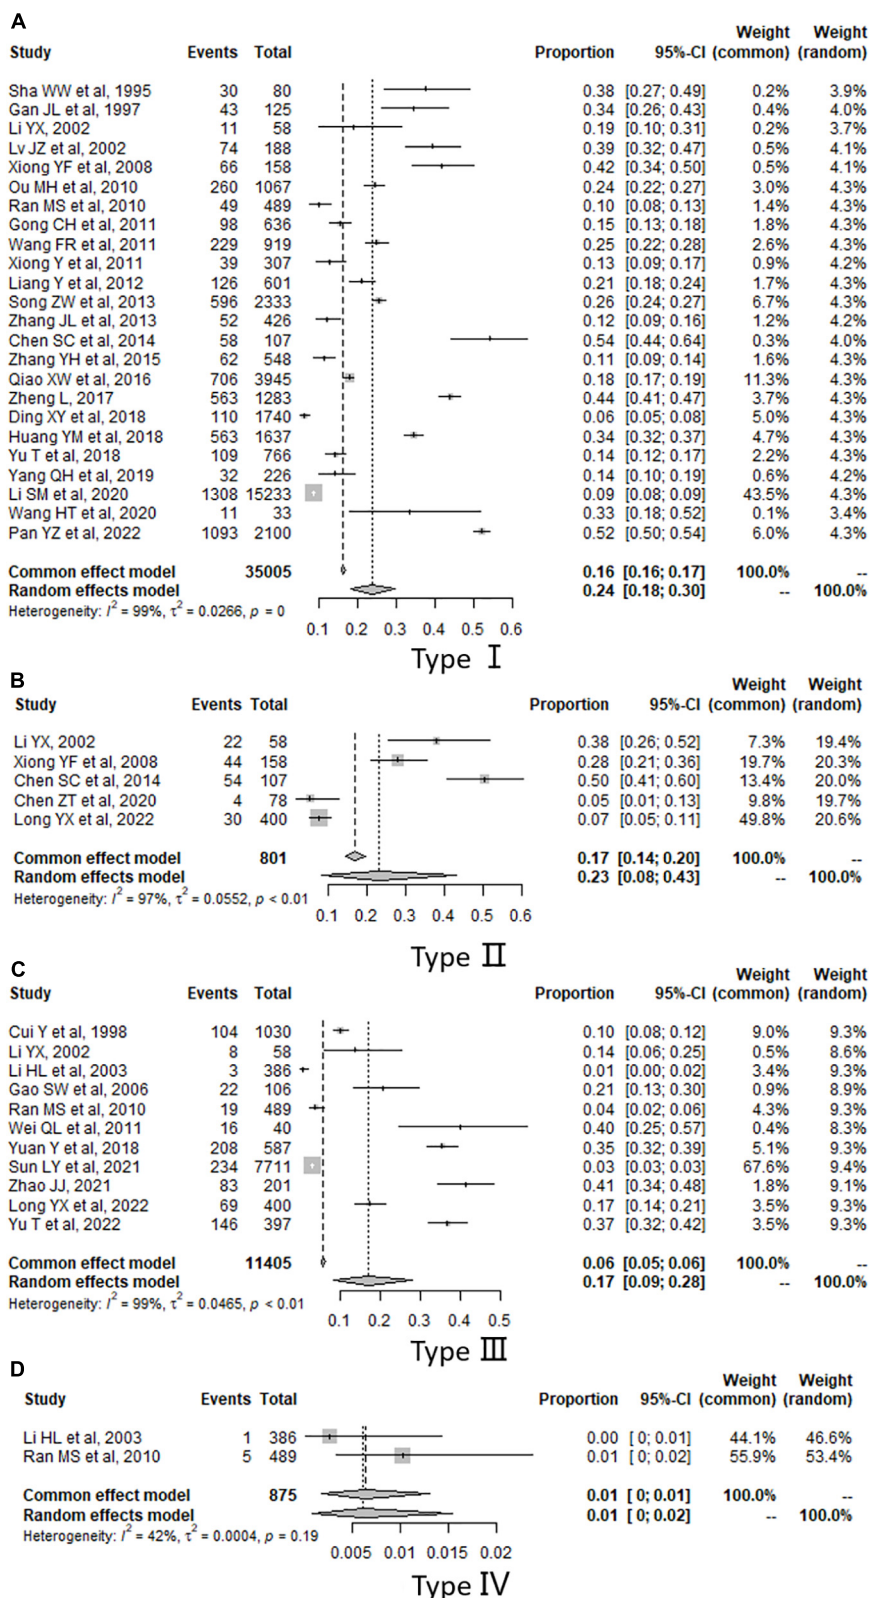 A
Weight Weight
Study Events Total Proportion 95%-CI (common) (random)
Sha WW et al, 1995 30 80 0.38 [0.27; 0.49] 0.2% 3.9%
Gan JL et al, 1997 43 125 0.34 [0.26; 0.43] 0.4% 4.0%
Li YX, 2002 11 58 0.19 [0.10; 0.31] 0.2% 3.7%
Lv JZ et al, 2002 74 188 0.39 [0.32; 0.47] 0.5% 4.1%
Xiong YF et al, 2008 66 158 0.42 [0.34; 0.50] 0.5% 4.1%
Ou MH et al, 2010 260 1067 0.24 [0.22; 0.27] 3.0% 4.3%
Ran MS et al, 2010 49 489 0.10 [0.08; 0.13] 1.4% 4.3%
Gong CH et al, 2011 98 636 0.15 [0.13; 0.18] 1.8% 4.3%
Wang FR et al, 2011 229 919 0.25 [0.22; 0.28] 2.6% 4.3%
Xiong Y et al, 2011 39 307 0.13 [0.09; 0.17] 0.9% 4.2%
Liang Y et al, 2012 126 601 0.21 [0.18; 0.24] 1.7% 4.3%
Song ZW et al, 2013 596 2333 0.26 [0.24; 0.27] 6.7% 4.3%
Zhang JL et al, 2013 52 426 0.12 [0.09; 0.16] 1.2% 4.2%
Chen SC et al, 2014 58 107 0.54 [0.44; 0.64] 0.3% 4.0%
Zhang YH et al, 2015 62 548 0.11 [0.09; 0.14] 1.6% 4.3%
Qiao XW et al, 2016 706 3945 0.18 [0.17; 0.19] 11.3% 4.3%
Zheng L, 2017 563 1283 0.44 [0.41; 0.47] 3.7% 4.3%
Ding XY et al, 2018 110 1740 0.06 [0.05; 0.08] 5.0% 4.3%
Huang YM et al, 2018 563 1637 0.34 [0.32; 0.37] 4.7% 4.3%
Yu T et al, 2018 109 766 0.14 [0.12; 0.17] 2.2% 4.3%
Yang QH et al, 2019 32 226 0.14 [0.10; 0.19] 0.6% 4.2%
Li SM et al, 2020 1308 15233 0.09 [0.08; 0.09] 43.5% 4.3%
Wang HT et al, 2020 11 33 0.33 [0.18; 0.52] 0.1% 3.4%
Pan YZ et al, 2022 1093 2100 0.52 [0.50; 0.54] 6.0% 4.3%
Common effect model 35005 0.16 [0.16; 0.17] 100.0% --
Random effects model 0.24 [0.18; 0.30] -- 100.0%
Heterogeneity: I² = 99%, τ² = 0.0266, p = 0
0.1 0.2 0.3 0.4 0.5 0.6
Type Ⅰ
B
Weight Weight
Study Events Total Proportion 95%-CI (common) (random)
Li YX, 2002 22 58 0.38 [0.26; 0.52] 7.3% 19.4%
Xiong YF et al, 2008 44 158 0.28 [0.21; 0.36] 19.7% 20.3%
Chen SC et al, 2014 54 107 0.50 [0.41; 0.60] 13.4% 20.0%
Chen ZT et al, 2020 4 78 0.05 [0.01; 0.13] 9.8% 19.7%
Long YX et al, 2022 30 400 0.07 [0.05; 0.11] 49.8% 20.6%
Common effect model 801 0.17 [0.14; 0.20] 100.0% --
Random effects model 0.23 [0.08; 0.43] -- 100.0%
Heterogeneity: I² = 97%, τ² = 0.0552, p < 0.01
0.1 0.2 0.3 0.4 0.5 0.6
Type Ⅱ
C
Weight Weight
Study Events Total Proportion 95%-CI (common) (random)
Cui Y et al, 1998 104 1030 0.10 [0.08; 0.12] 9.0% 9.3%
Li YX, 2002 8 58 0.14 [0.06; 0.25] 0.5% 8.6%
Li HL et al, 2003 3 386 0.01 [0.00; 0.02] 3.4% 9.3%
Gao SW et al, 2006 22 106 0.21 [0.13; 0.30] 0.9% 8.9%
Ran MS et al, 2010 19 489 0.04 [0.02; 0.06] 4.3% 9.3%
Wei QL et al, 2011 16 40 0.40 [0.25; 0.57] 0.4% 8.3%
Yuan Y et al, 2018 208 587 0.35 [0.32; 0.39] 5.1% 9.3%
Sun LY et al, 2021 234 7711 0.03 [0.03; 0.03] 67.6% 9.4%
Zhao JJ, 2021 83 201 0.41 [0.34; 0.48] 1.8% 9.1%
Long YX et al, 2022 69 400 0.17 [0.14; 0.21] 3.5% 9.3%
Yu T et al, 2022 146 397 0.37 [0.32; 0.42] 3.5% 9.3%
Common effect model 11405 0.06 [0.05; 0.06] 100.0% --
Random effects model 0.17 [0.09; 0.28] -- 100.0%
Heterogeneity: I² = 99%, τ² = 0.0465, p < 0.01
0.1 0.2 0.3 0.4 0.5
Type Ⅲ
D
Weight Weight
Study Events Total Proportion 95%-CI (common) (random)
Li HL et al, 2003 1 386 0.00 [ 0; 0.01] 44.1% 46.6%
Ran MS et al, 2010 5 489 0.01 [ 0; 0.02] 55.9% 53.4%
Common effect model 875 0.01 [ 0; 0.01] 100.0% --
Random effects model 0.01 [ 0; 0.02] -- 100.0%
Heterogeneity: I² = 42%, τ² = 0.0004, p = 0.19
0.005 0.01 0.015 0.02
Type Ⅳ